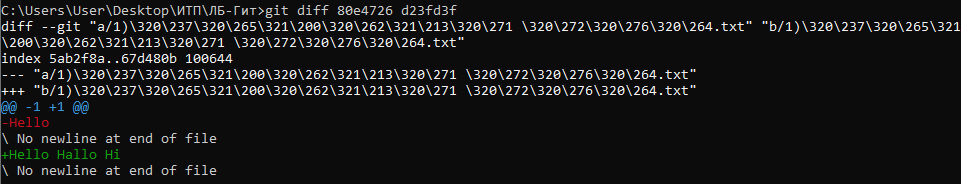 C:\Users\User\Desktop\ИТП\ЛБ-Гит>git diff 80e4726 d23fd3f
diff --git "a/1)\320\237\320\265\321\200\320\262\321\213\320\271 \320\272\320\276\320\264.txt" "b/1)\320\237\320\265\321
\200\320\262\321\213\320\271 \320\272\320\276\320\264.txt"
index 5ab2f8a..67d480b 100644
--- "a/1)\320\237\320\265\321\200\320\262\321\213\320\271 \320\272\320\276\320\264.txt"
+++ "b/1)\320\237\320\265\321\200\320\262\321\213\320\271 \320\272\320\276\320\264.txt"
@@ -1 +1 @@
-Hello
\ No newline at end of file
+Hello Hallo Hi
\ No newline at end of file